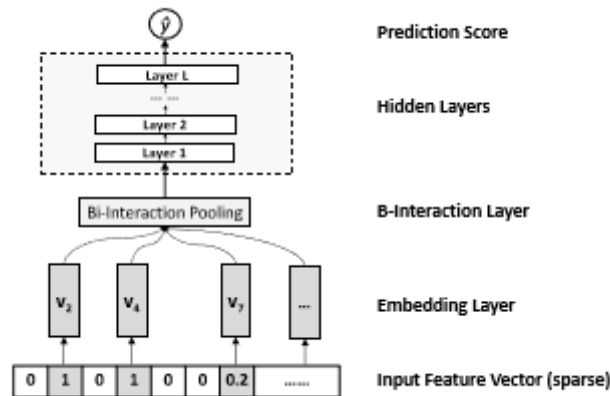 ŷ Prediction Score
Layer L
... ...
Layer 2
Layer 1
Hidden Layers
Bi-Interaction Pooling B-Interaction Layer
V₂ V₄ V₇ ... Embedding Layer
0 1 0 1 0 0 0.2 ...... Input Feature Vector (sparse)